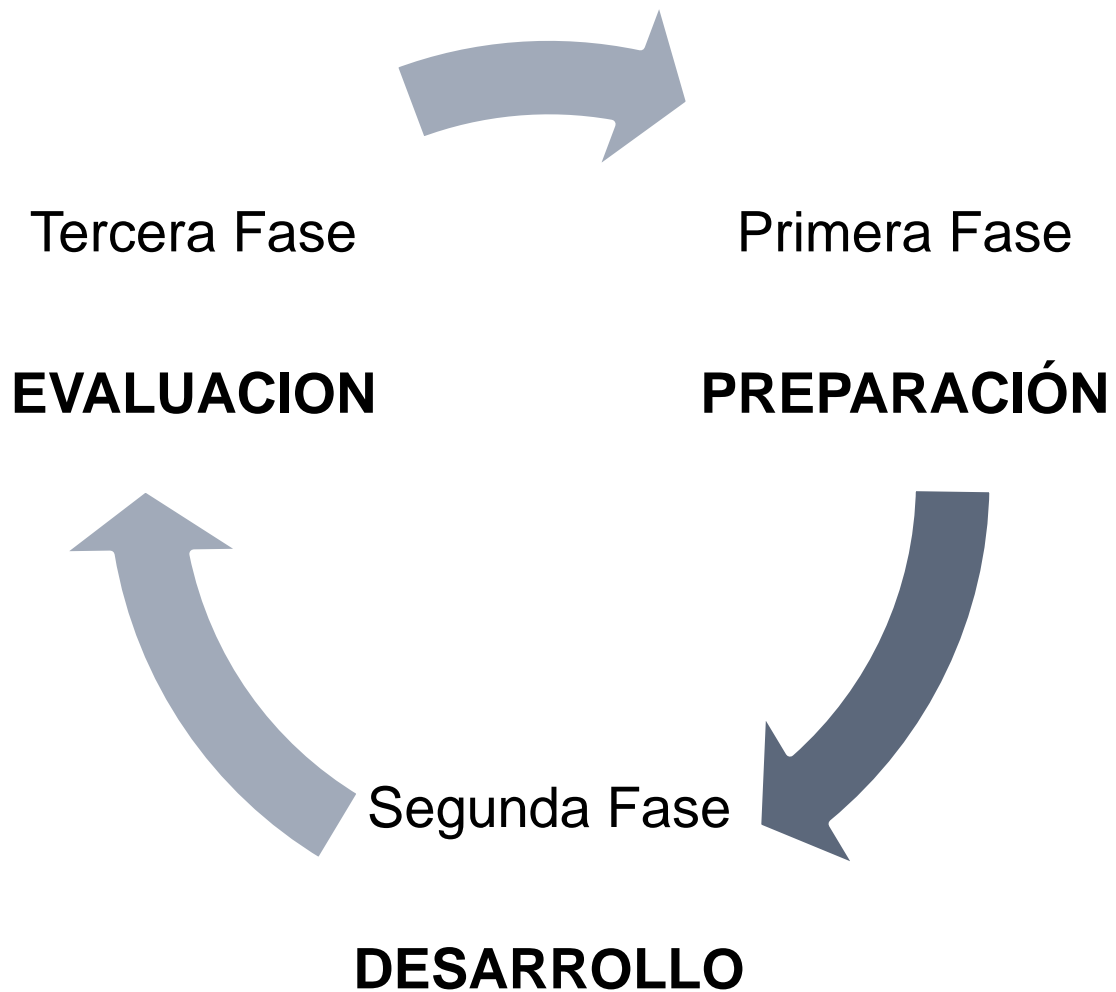 Tercera Fase
EVALUACION
Primera Fase
PREPARACIÓN
Segunda Fase
DESARROLLO